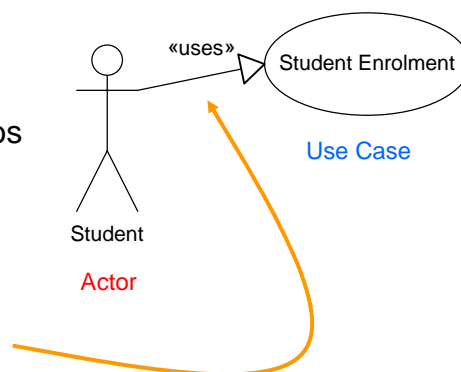 «uses»
Student Enrolment
Use Case
Student
Actor